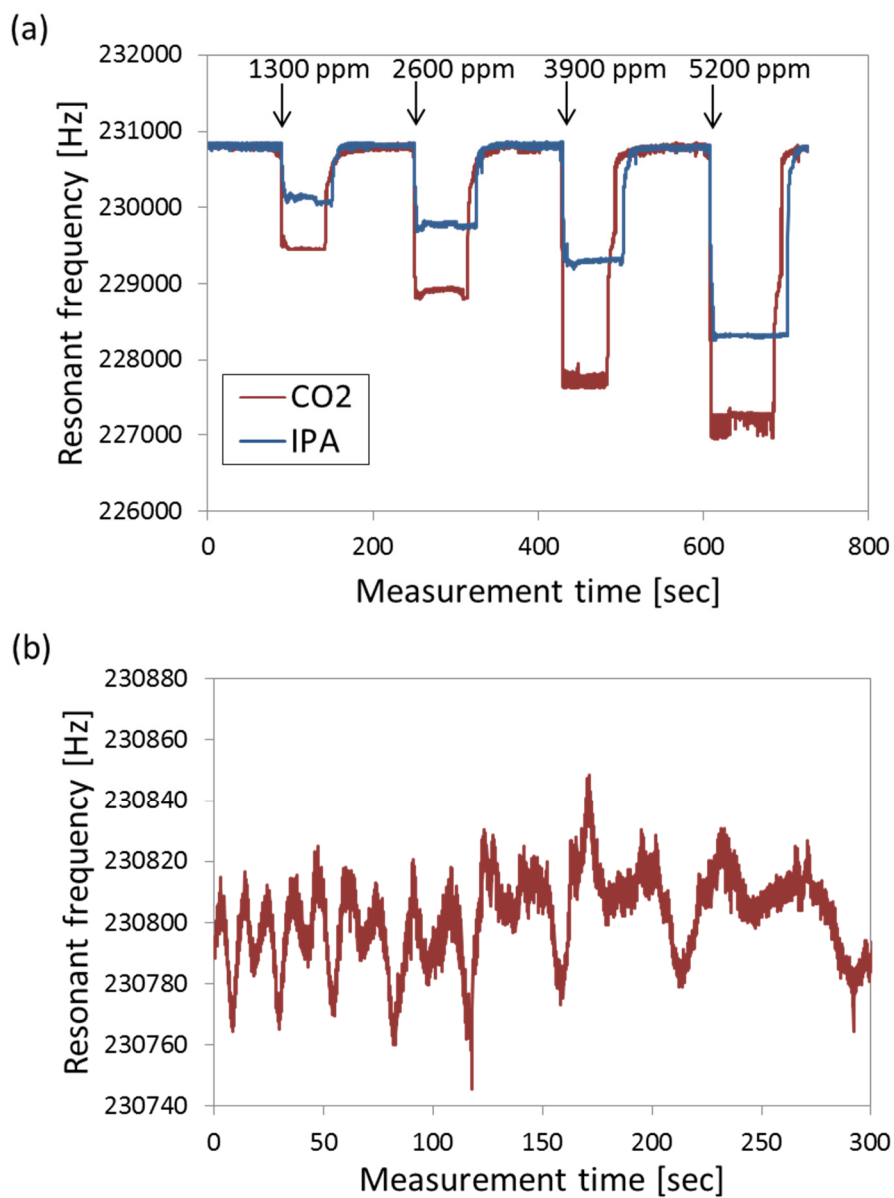 (a)
232000
1300 ppm 2600 ppm 3900 ppm 5200 ppm
231000
230000
229000
228000
227000
226000
Resonant frequency [Hz]
CO2
IPA
0 200 400 600 800
Measurement time [sec]
(b)
230880
230860
230840
230820
230800
230780
230760
230740
Resonant frequency [Hz]
0 50 100 150 200 250 300
Measurement time [sec]